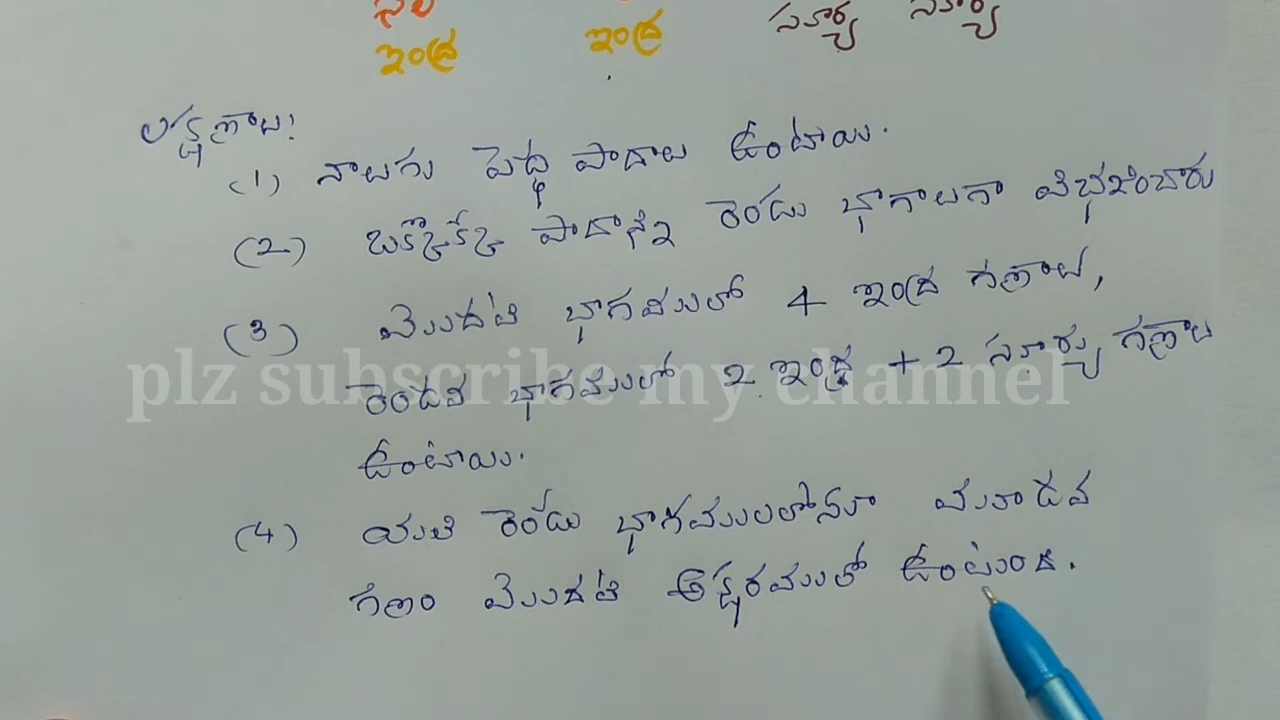 నల
ఇంద్ర ఇంద్ర సూర్య సూర్య
లక్షణాలు:
(1) నాలుగు పెద్ద పాదాలు ఉంటాయి.
(2) ఒక్కొక్క పాదాన్ని రెండు భాగాలుగా విభజించారు
(3) మొదటి భాగములో 4 ఇంద్ర గణాలు,
plz subscribe my channel
రెండవ భాగములో 2 ఇంద్ర + 2 సూర్య గణాలు
ఉంటాయి.
(4) యతి రెండు భాగములలోనూ మూడవ
గణం మొదటి అక్షరములో ఉంటుంది.